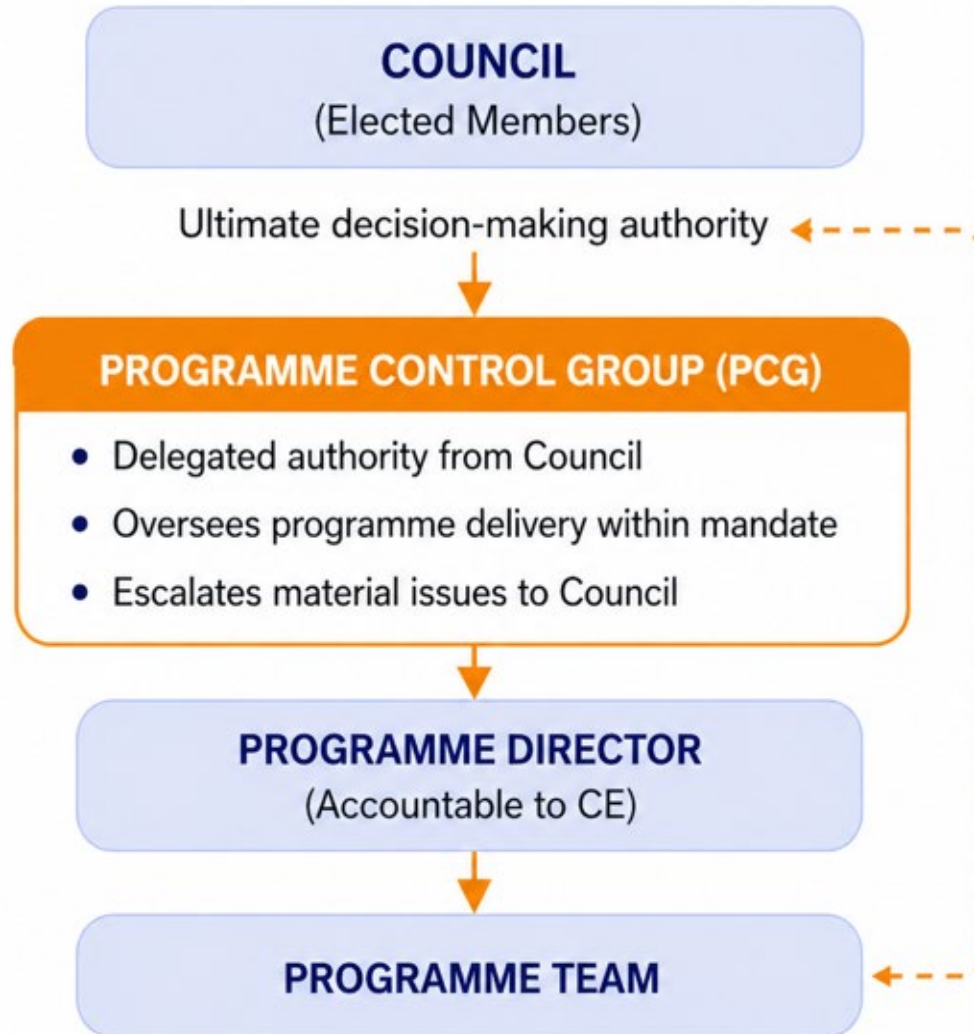 COUNCIL
(Elected Members)
Ultimate decision-making authority
PROGRAMME CONTROL GROUP (PCG)
• Delegated authority from Council
• Oversees programme delivery within mandate
• Escalates material issues to Council
PROGRAMME DIRECTOR
(Accountable to CE)
PROGRAMME TEAM